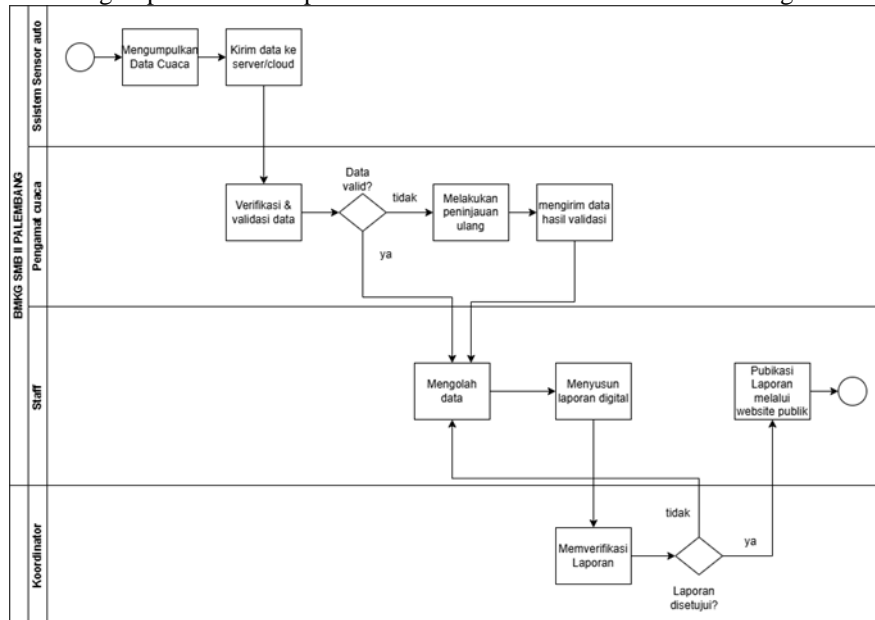 Ssistem Sensor auto
Mengumpulkan
Data Cuaca
Kirim data ke
server/cloud
BMKG SMB II PALEMBANG
Pengamat cuaca
Verifikasi &
validasi data
Data
valid?
tidak
ya
Melakukan
peninjauan
ulang
mengirim data
hasil validasi
Staff
Mengolah
data
Menyusun
laporan digital
Pubikasi
Laporan
melalui
website publik
Koordinator
Memverifikasi
Laporan
tidak
ya
Laporan
disetujui?